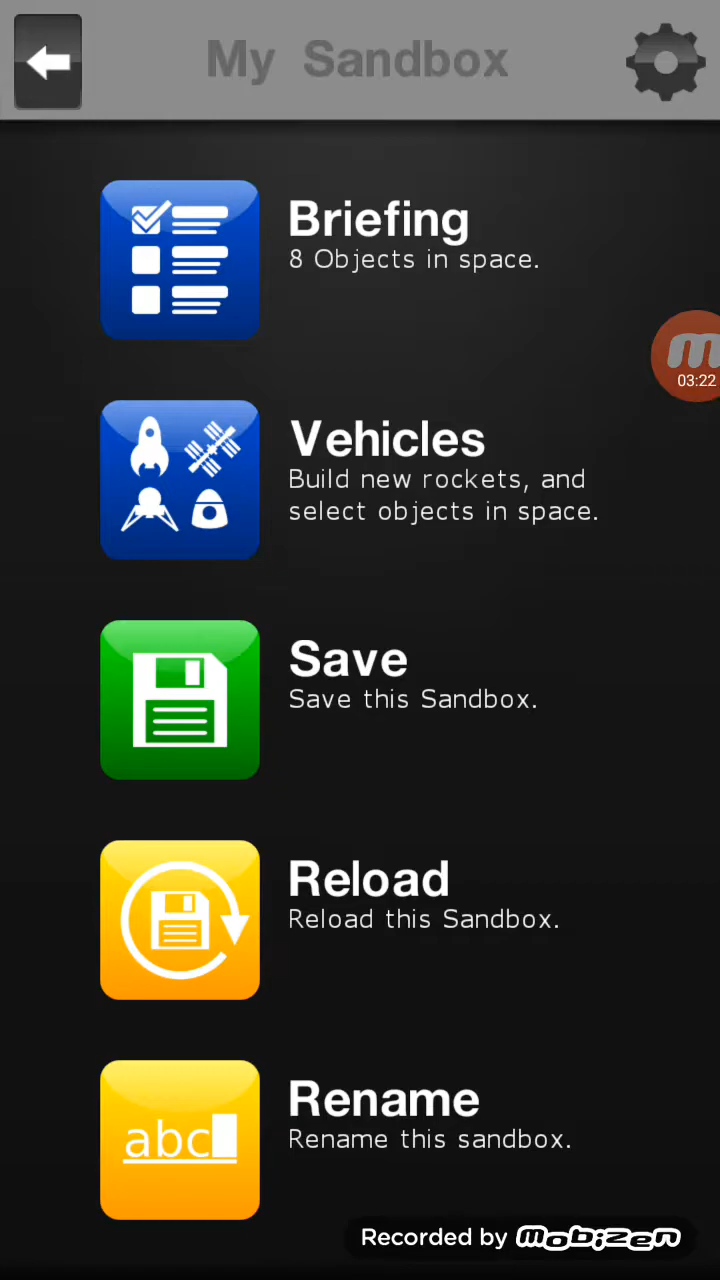 My Sandbox
Briefing
8 Objects in space.
03:22
Vehicles
Build new rockets, and
select objects in space.
Save
Save this Sandbox.
Reload
Reload this Sandbox.
abc
Rename
Rename this sandbox.
Recorded by mobizen